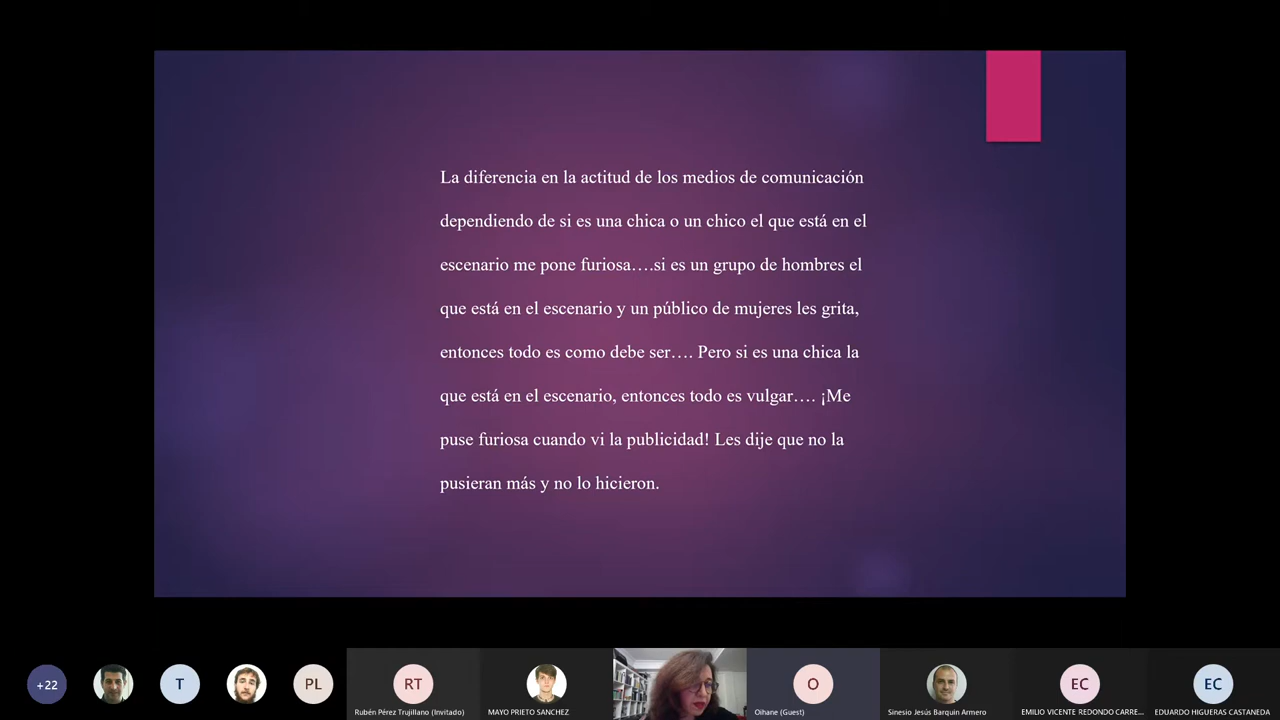 La diferencia en la actitud de los medios de comunicación
dependiendo de si es una chica o un chico el que está en el
escenario me pone furiosa….si es un grupo de hombres el
que está en el escenario y un público de mujeres les grita,
entonces todo es como debe ser…. Pero si es una chica la
que está en el escenario, entonces todo es vulgar…. ¡Me
puse furiosa cuando vi la publicidad! Les dije que no la
pusieran más y no lo hicieron.
+22
T
PL
RT
O
EC
EC
Rubén Pérez Trujillano (Invitado)
MAYO PRIETO SANCHEZ
Oihane (Guest)
Sinesio Jesús Barquin Armero
EMILIO VICENTE REDONDO CARRE...
EDUARDO HIGUERAS CASTANEDA